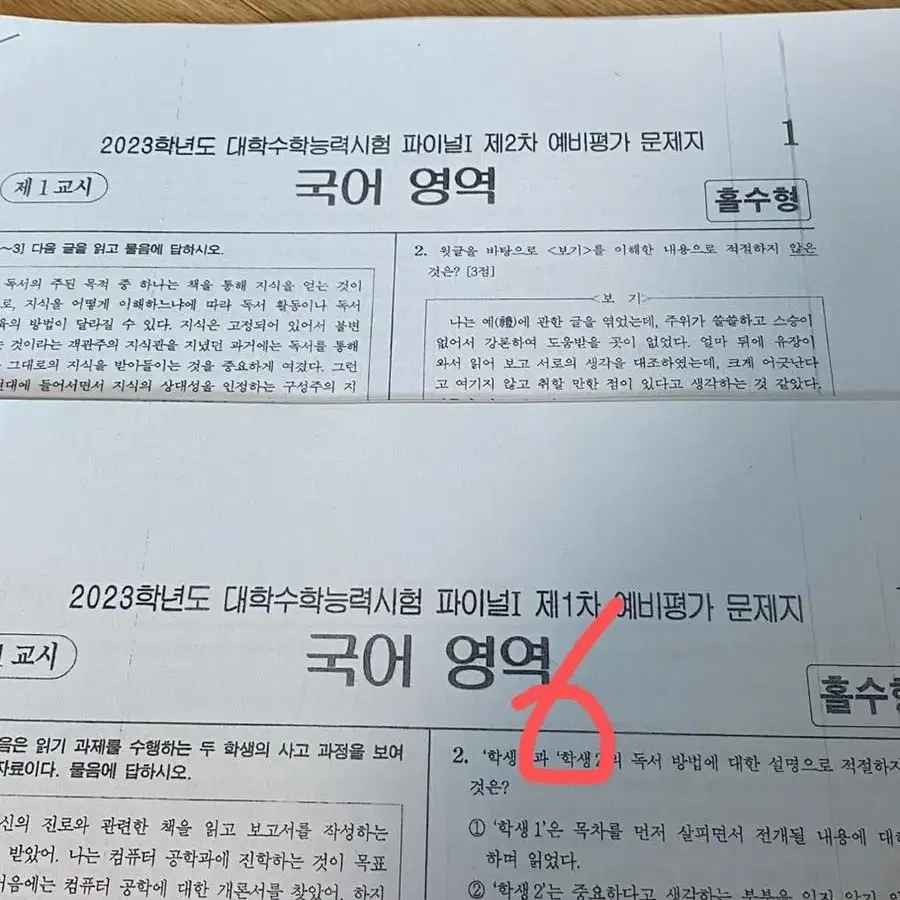 2023학년도 대학수학능력시험 파이널Ⅰ 제2차 예비평가 문제지
1
제1교시
국어 영역
홀수형
~3] 다음 글을 읽고 물음에 답하시오.
독서의 주된 목적 중 하나는 책을 통해 지식을 얻는 것이
로, 지식을 어떻게 이해하느냐에 따라 독서 활동이나 독서
육의 방법이 달라질 수 있다. 지식은 고정되어 있어서 불변
는 것이라는 객관주의 지식관을 지녔던 과거에는 독서를 통해
그대로의 지식을 받아들이는 것을 중요하게 여겼다. 그런
현대에 들어서면서 지식의 상대성을 인정하는 구성주의 지
2. 윗글을 바탕으로 <보기>를 이해한 내용으로 적절하지 않은
것은? [3점]
<보 기>
나는 예(禮)에 관한 글을 엮었는데, 주위가 쓸쓸하고 스승이
없어서 강론하여 도움받을 곳이 없었다. 얼마 뒤에 유장이
와서 읽어 보고 서로의 생각을 대조하였는데, 크게 어긋난다
고 여기지 않고 취할 만한 점이 있다고 생각하는 것 같았다.
2023학년도 대학수학능력시험 파이널Ⅰ 제1차 예비평가 문제지
1 교시
국어 영역
홀수형
6
음은 읽기 과제를 수행하는 두 학생의 사고 과정을 보여
자료이다. 물음에 답하시오.
신의 진로와 관련한 책을 읽고 보고서를 작성하는
받았어. 나는 컴퓨터 공학과에 진학하는 것이 목표
처음에는 컴퓨터 공학에 대한 개론서를 찾았어. 하지
2. ‘학생 과 ‘학생2 의 독서 방법에 대한 설명으로 적절하지
것은?
① ‘학생1’은 목차를 먼저 살피면서 전개될 내용에 대해
하며 읽었다.
② ‘학생2’는 중요하다고 생각하는 부분을 잊지 않기 위